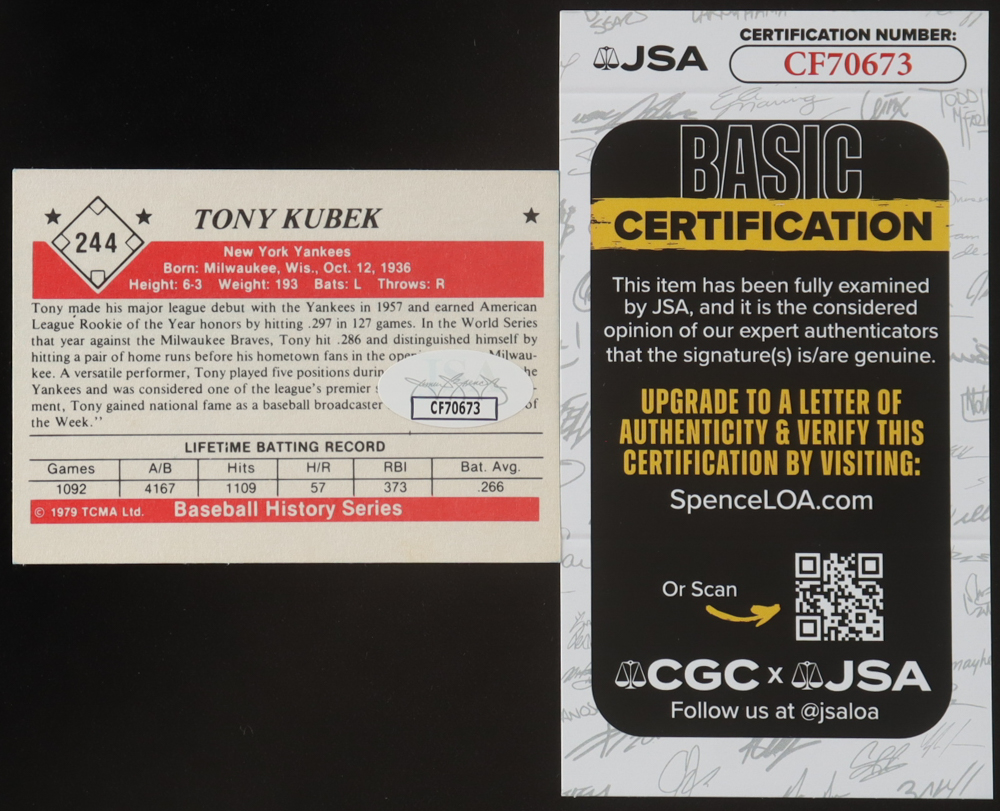 244
TONY KUBEK
New York Yankees
Born: Milwaukee, Wis., Oct. 12, 1936
Height: 6-3 Weight: 193 Bats: L Throws: R
Tony made his major league debut with the Yankees in 1957 and earned American
League Rookie of the Year honors by hitting .297 in 127 games. In the World Series
that year against the Milwaukee Braves, Tony hit .286 and distinguished himself by
hitting a pair of home runs before his hometown fans in the Milwau-
kee. A versatile performer, Tony played five positions
Yankees and was considered one of the league's premier
ment, Tony gained national fame as a baseball broadcaster of
the Week."
CF70673
LIFETIME BATTING RECORD
Games A/B Hits H/R RBI Bat. Avg.
1092 4167 1109 57 373 .266
© 1979 TCMA Ltd. Baseball History Series
JSA
CERTIFICATION NUMBER:
CF70673
BASIC
CERTIFICATION
This item has been fully examined
by JSA, and it is the considered
opinion of our expert authenticators
that the signature(s) is/are genuine.
UPGRADE TO A LETTER OF
AUTHENTICITY & VERIFY THIS
CERTIFICATION BY VISITING:
SpenceLOA.com
Or Scan
CGC x JSA
Follow us at @jsaloa